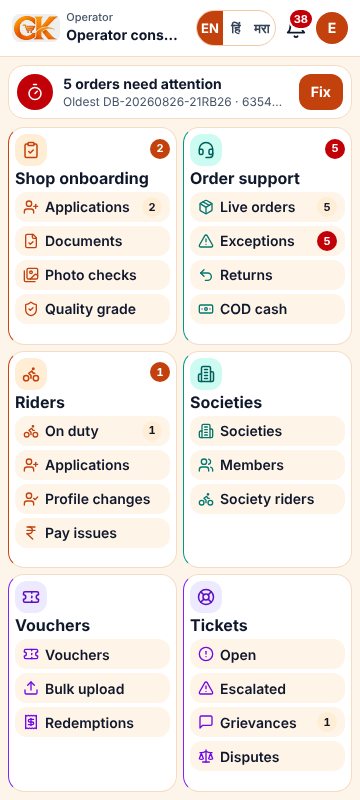 GK
Operator
Operator cons...
EN
हिं
मरा
38
E
5 orders need attention
Oldest DB-20260826-21RB26 · 6354...
Fix
2
Shop onboarding
Applications 2
Documents
Photo checks
Quality grade
5
Order support
Live orders 5
Exceptions 5
Returns
COD cash
1
Riders
On duty 1
Applications
Profile changes
Pay issues
Societies
Societies
Members
Society riders
Vouchers
Vouchers
Bulk upload
Redemptions
Tickets
Open
Escalated
Grievances 1
Disputes